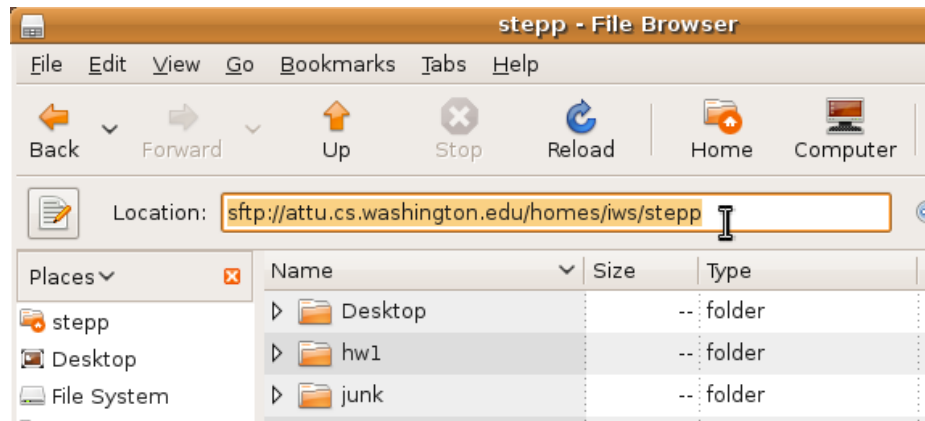 stepp - File Browser
File Edit View Go Bookmarks Tabs Help
Back Forward Up Stop Reload Home Computer
Location: sftp://attu.cs.washington.edu/homes/iws/stepp
Places Name Size Type
stepp Desktop -- folder
Desktop hw1 -- folder
File System junk -- folder